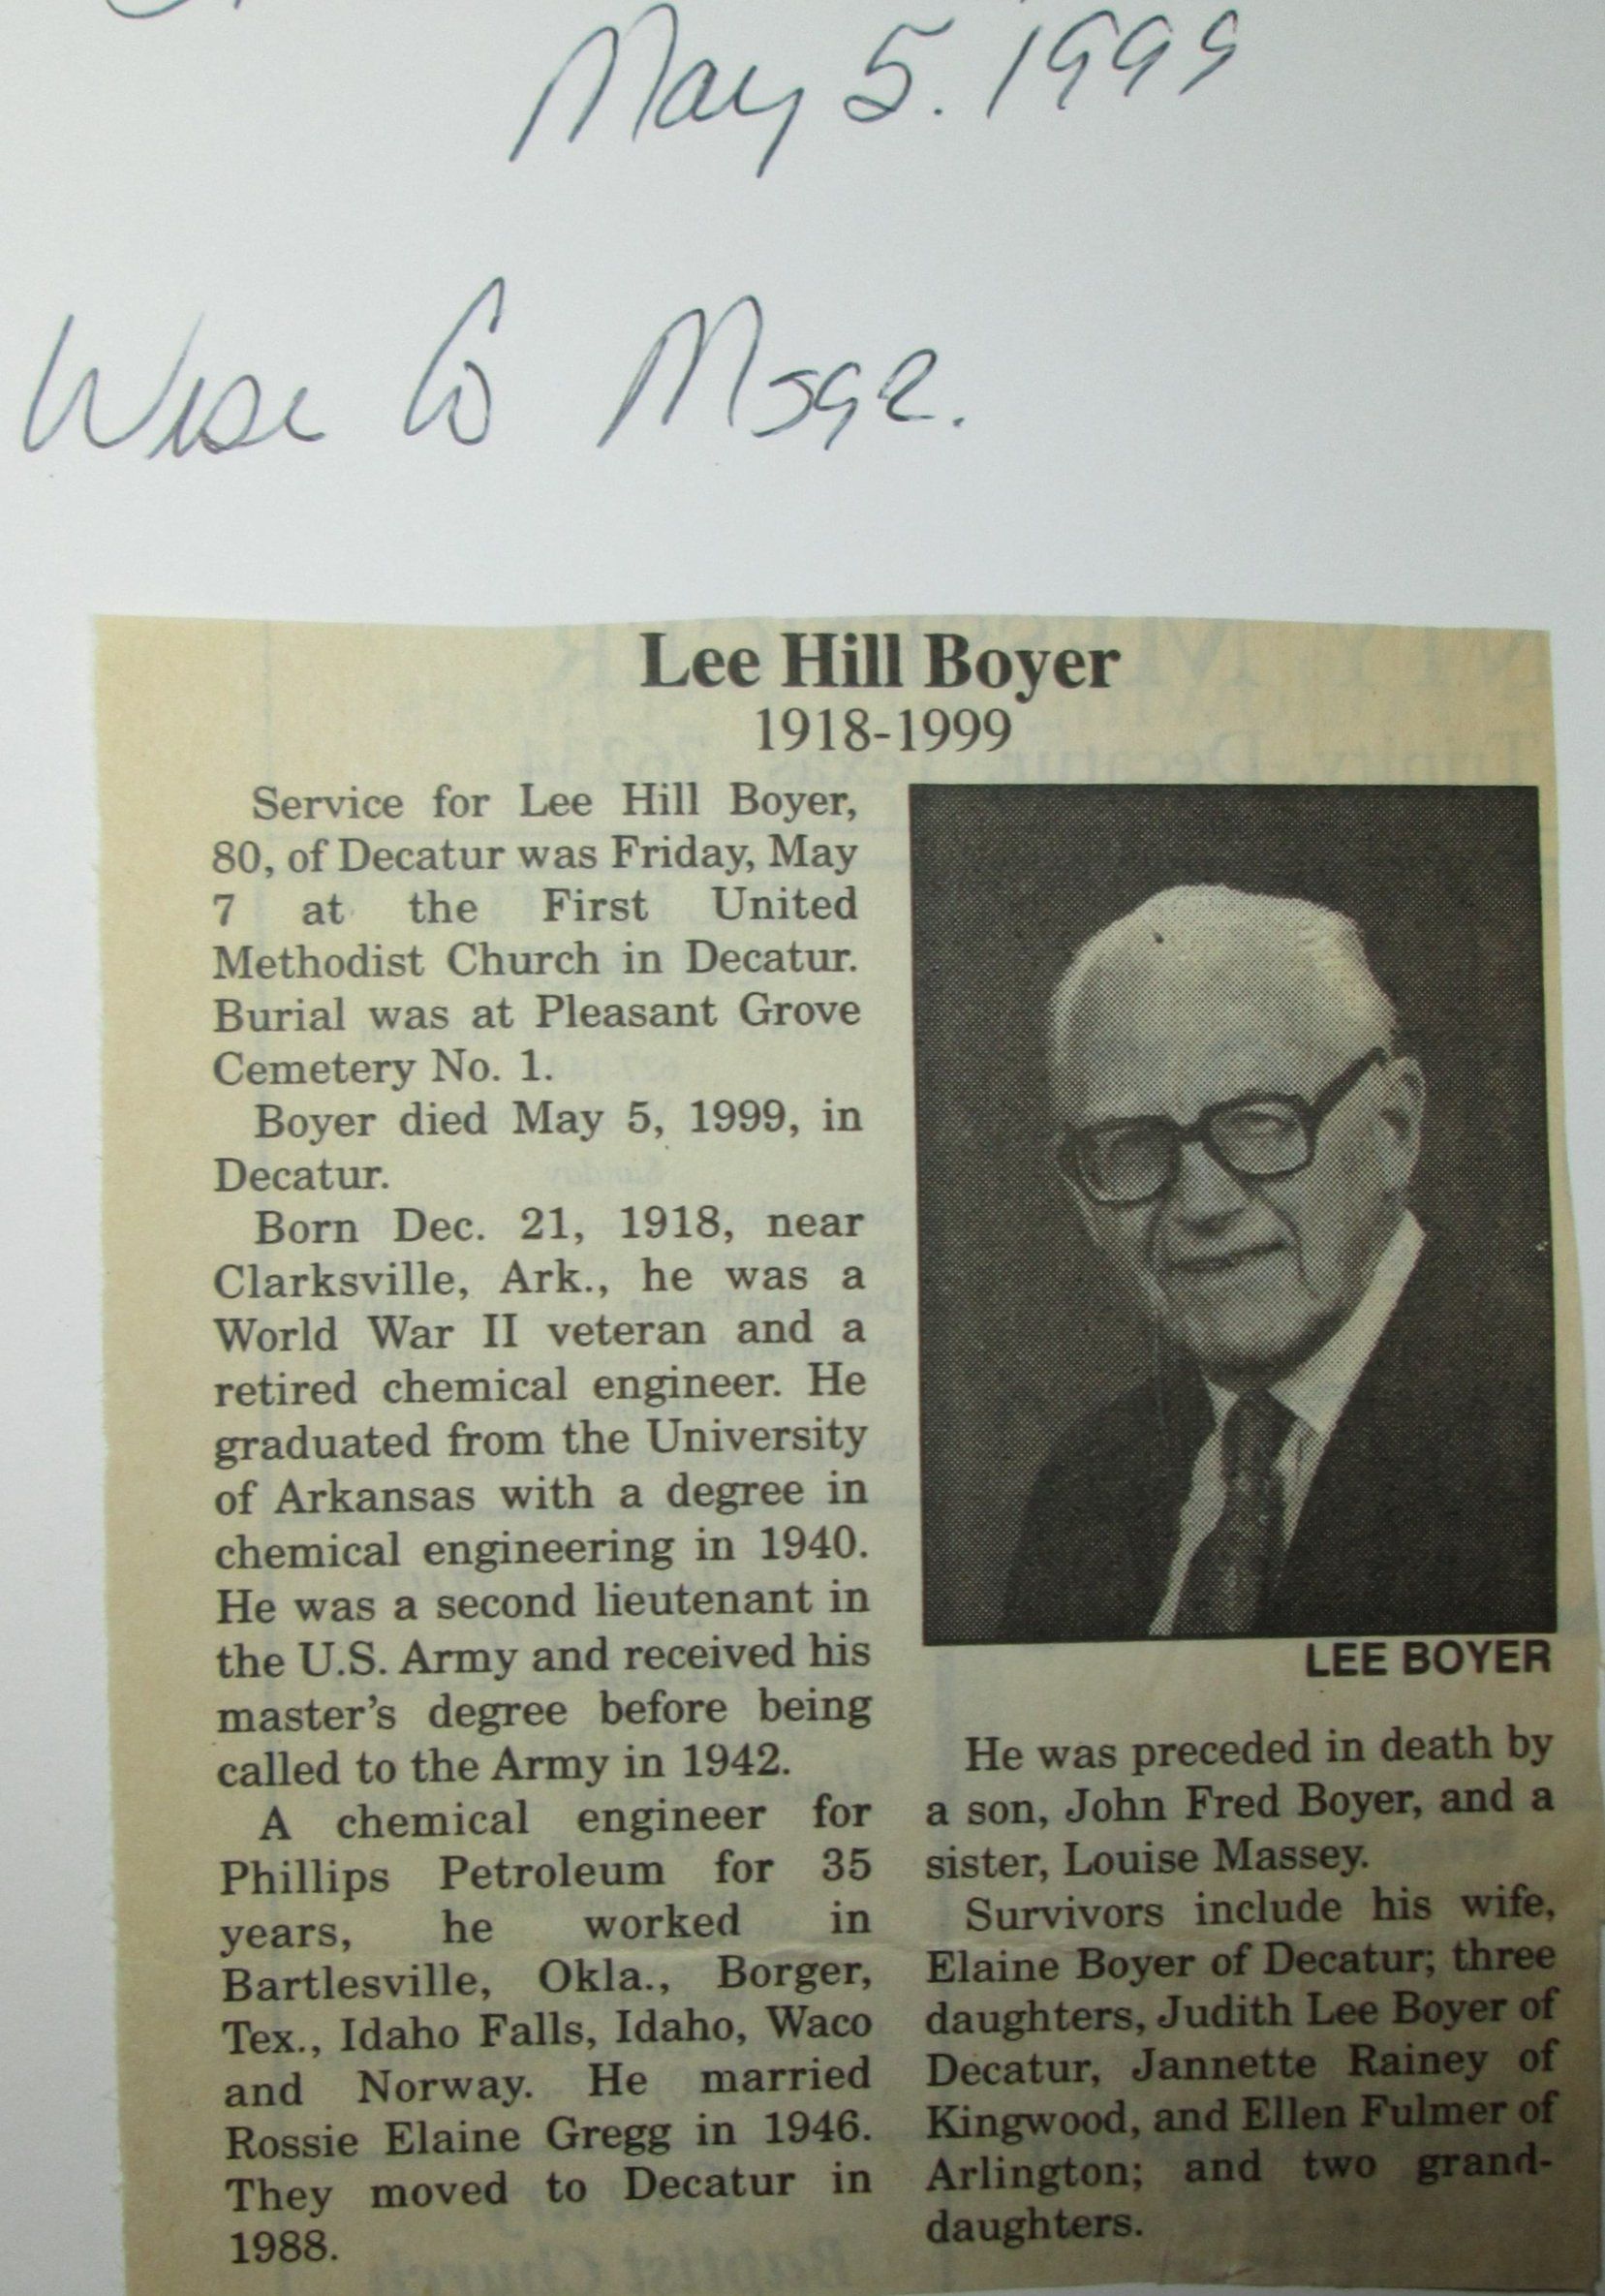 May 5. 1999
Wise Co Msgr.
Lee Hill Boyer
1918-1999
Service for Lee Hill Boyer,
80, of Decatur was Friday, May
7 at the First United
Methodist Church in Decatur.
Burial was at Pleasant Grove
Cemetery No. 1.
Boyer died May 5, 1999, in
Decatur.
Born Dec. 21, 1918, near
Clarksville, Ark., he was a
World War II veteran and a
retired chemical engineer. He
graduated from the University
of Arkansas with a degree in
chemical engineering in 1940.
He was a second lieutenant in
the U.S. Army and received his
master's degree before being
called to the Army in 1942.
A chemical engineer for
Phillips Petroleum for 35
years, he worked in
Bartlesville, Okla., Borger,
Tex., Idaho Falls, Idaho, Waco
and Norway. He married
Rossie Elaine Gregg in 1946.
They moved to Decatur in
1988.
LEE BOYER
He was preceded in death by
a son, John Fred Boyer, and a
sister, Louise Massey.
Survivors include his wife,
Elaine Boyer of Decatur; three
daughters, Judith Lee Boyer of
Decatur, Jannette Rainey of
Kingwood, and Ellen Fulmer of
Arlington; and two grand-
daughters.